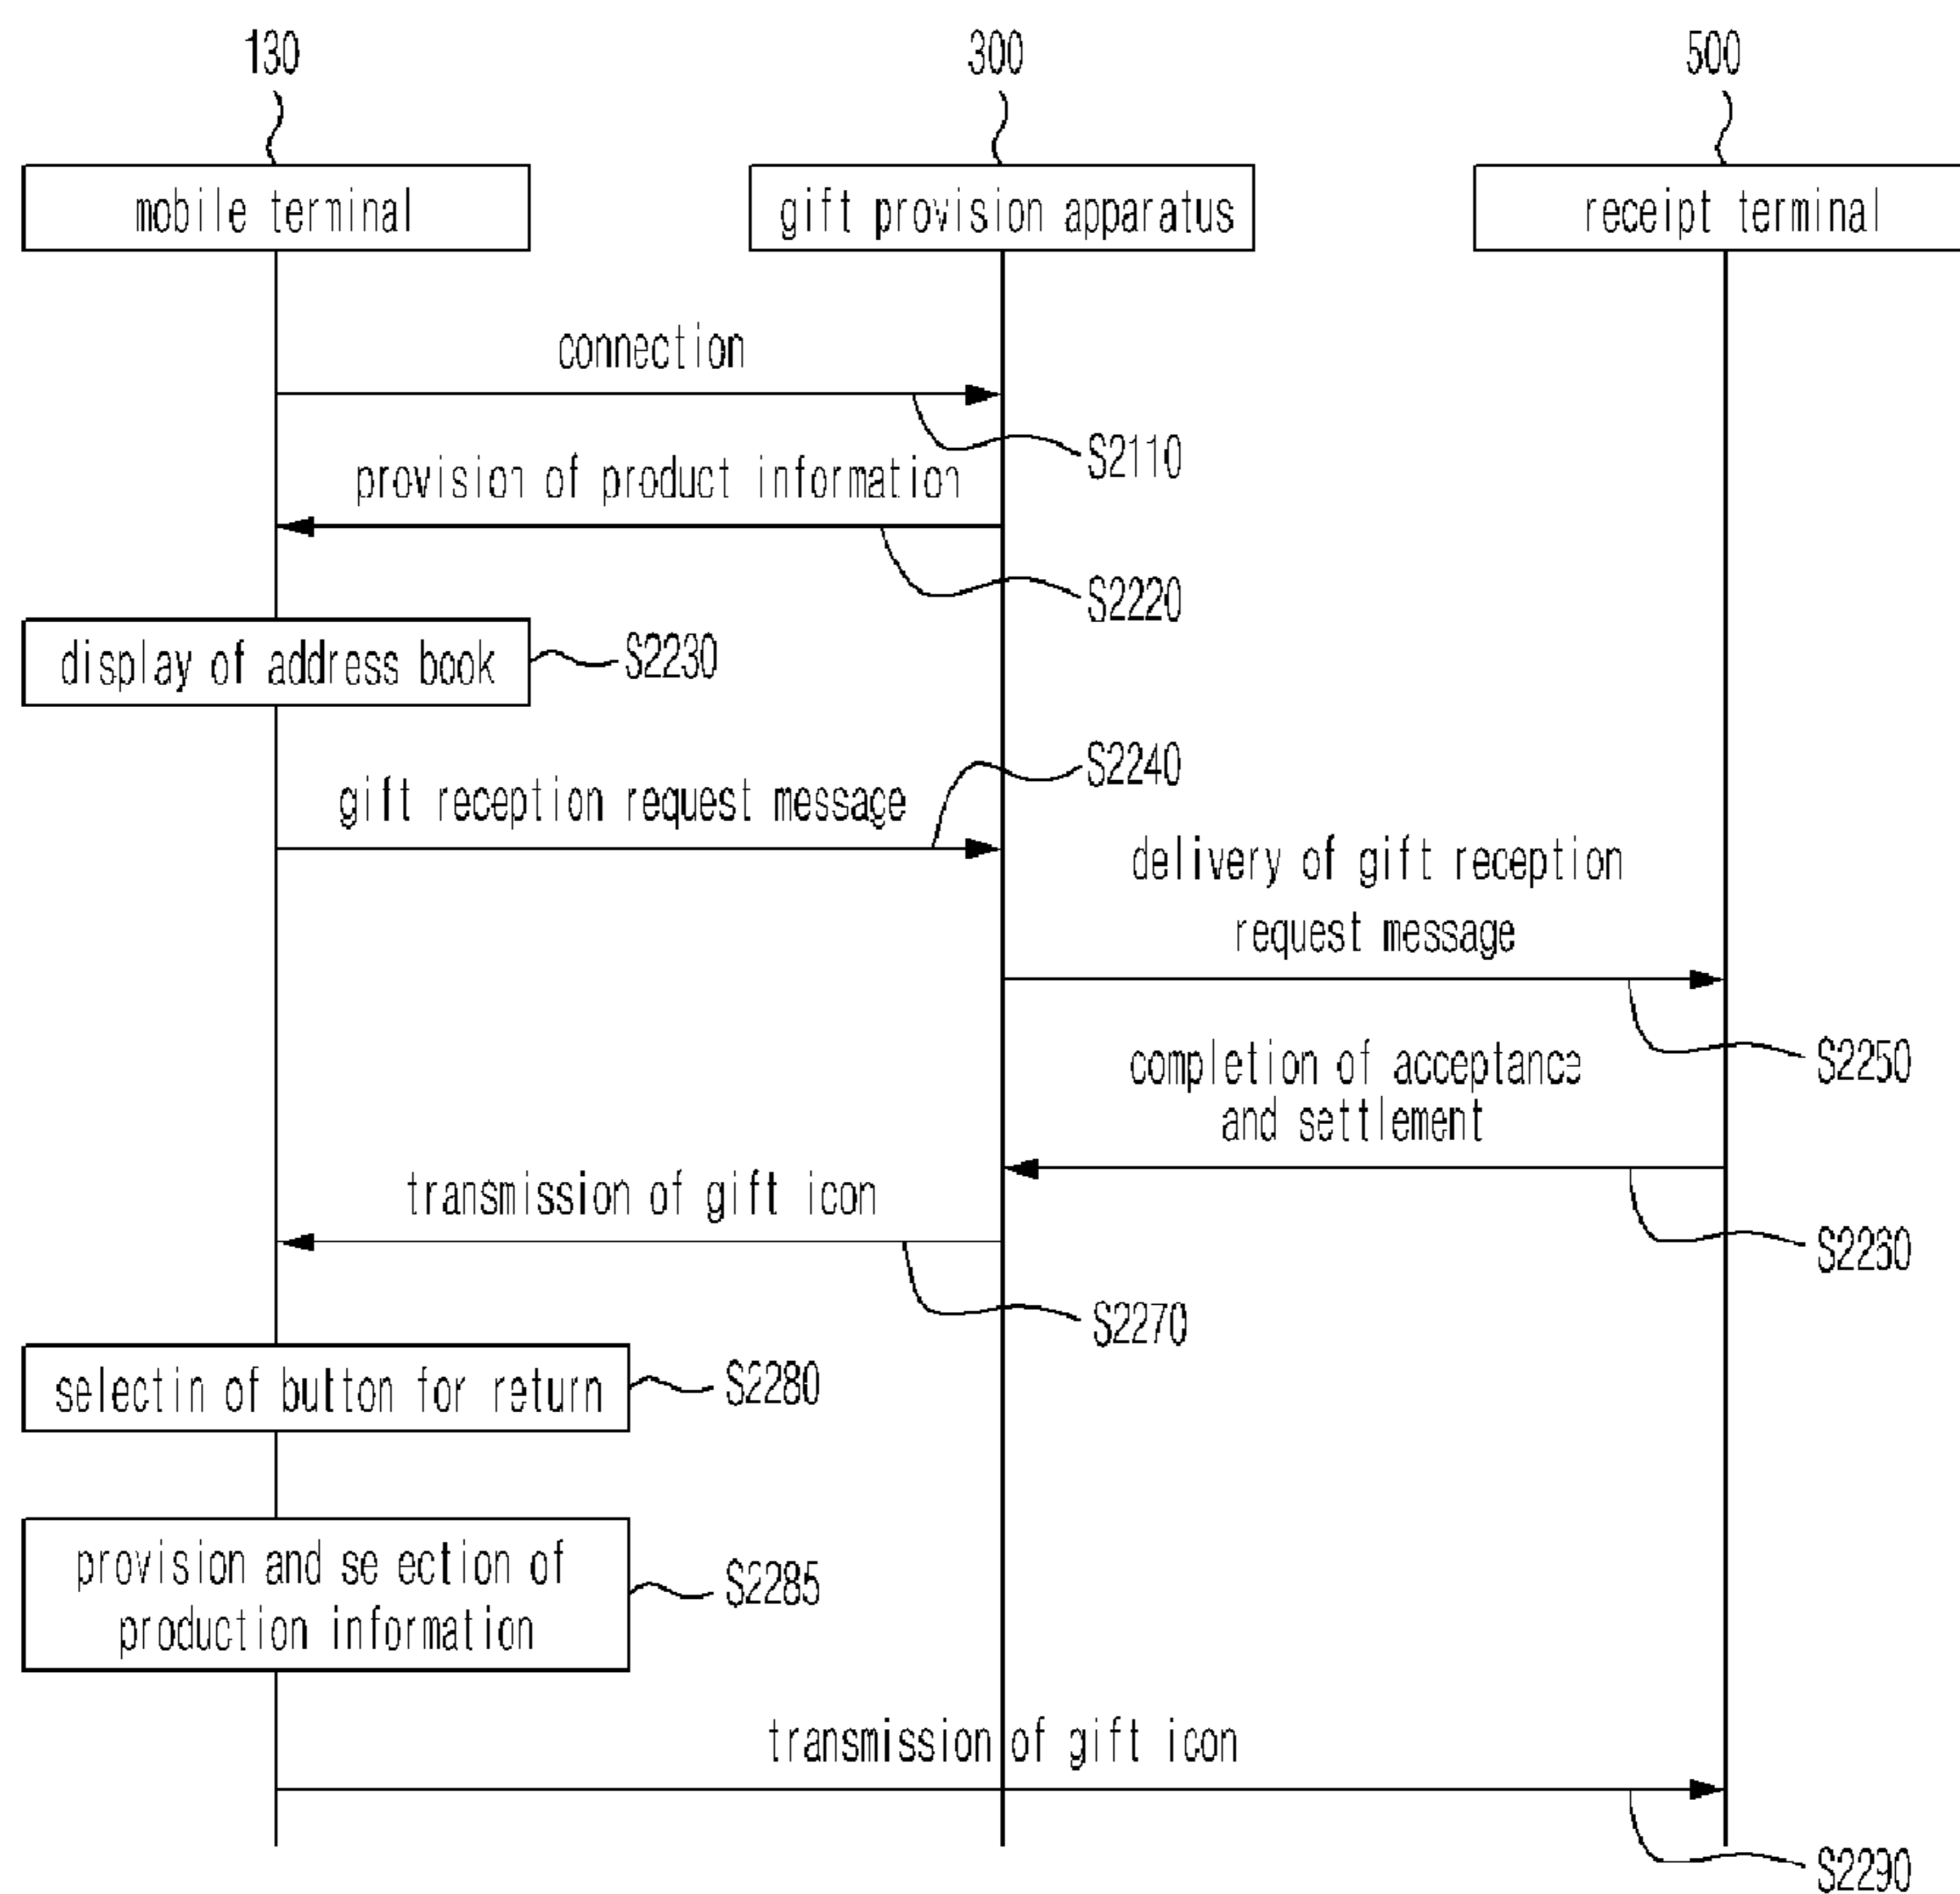 130
300
500
mobile terminal
gift provision apparatus
receipt terminal
connection
S2110
provision of product information
S2220
display of address book
S2230
S2240
gift reception request message
delivery of gift reception
request message
S2250
completion of acceptance
and settlement
S2260
transmission of gift icon
S2270
selectin of button for return
S2280
provision and se ection of
production information
S2285
transmission of gift icon
S2290